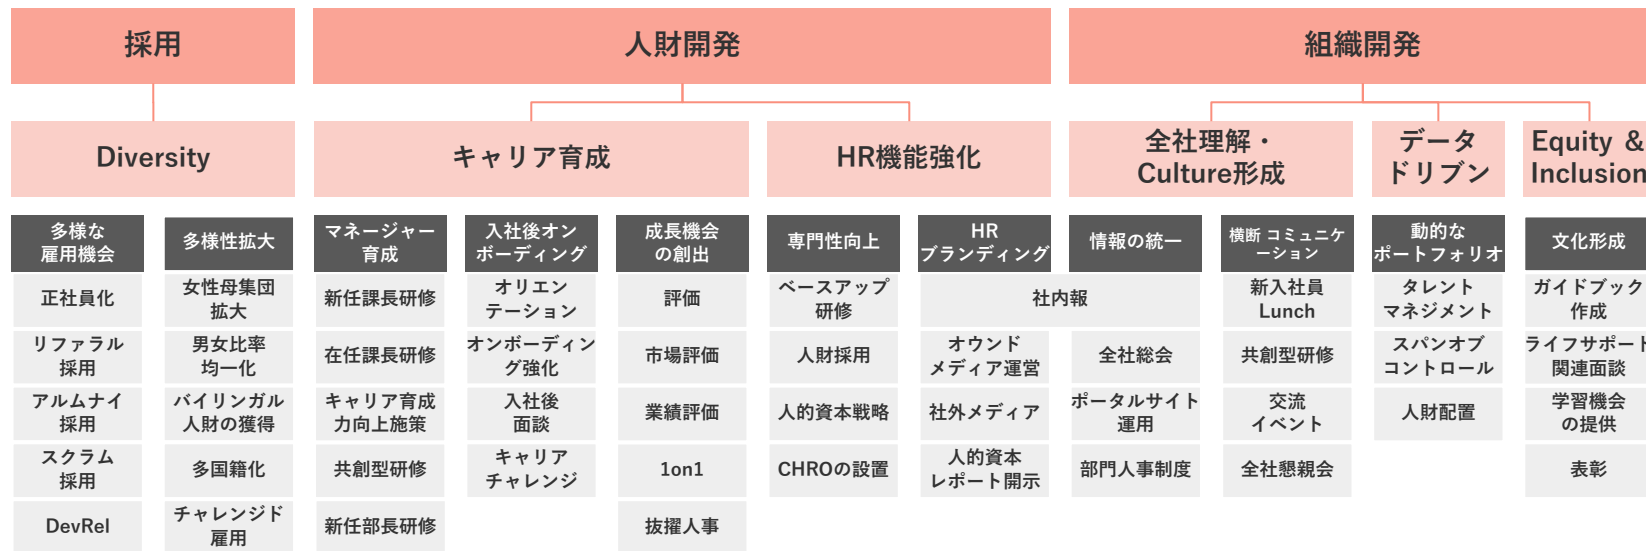 採用
人財開発
組織開発
Diversity
キャリア育成
HR機能強化
全社理解・
Culture形成
データ
ドリブン
Equity &
Inclusion
多様な
雇用機会
多様性拡大
マネージャー
育成
入社後オン
ボーディング
成長機会
の創出
専門性向上
HR
ブランディング
情報の統一
横断 コミュニケ
ーション
動的な
ポートフォリオ
文化形成
正社員化
女性母集団
拡大
新任課長研修
オリエン
テーション
評価
ベースアップ
研修
社内報
新入社員
Lunch
タレント
マネジメント
ガイドブック
作成
リファラル
採用
男女比率
均一化
在任課長研修
オンボーディン
グ強化
市場評価
人財採用
オウンド
メディア運営
全社総会
共創型研修
スパンオブ
コントロール
ライフサポート
関連面談
アルムナイ
採用
バイリンガル
人財の獲得
キャリア育成
力向上施策
入社後
面談
業績評価
人的資本戦略
社外メディア
ポータルサイト
運用
交流
イベント
人財配置
学習機会
の提供
スクラム
採用
多国籍化
共創型研修
キャリア
チャレンジ
1on1
CHROの設置
人的資本
レポート開示
部門人事制度
全社懇親会
表彰
DevRel
チャレンジド
雇用
新任部長研修
抜擢人事